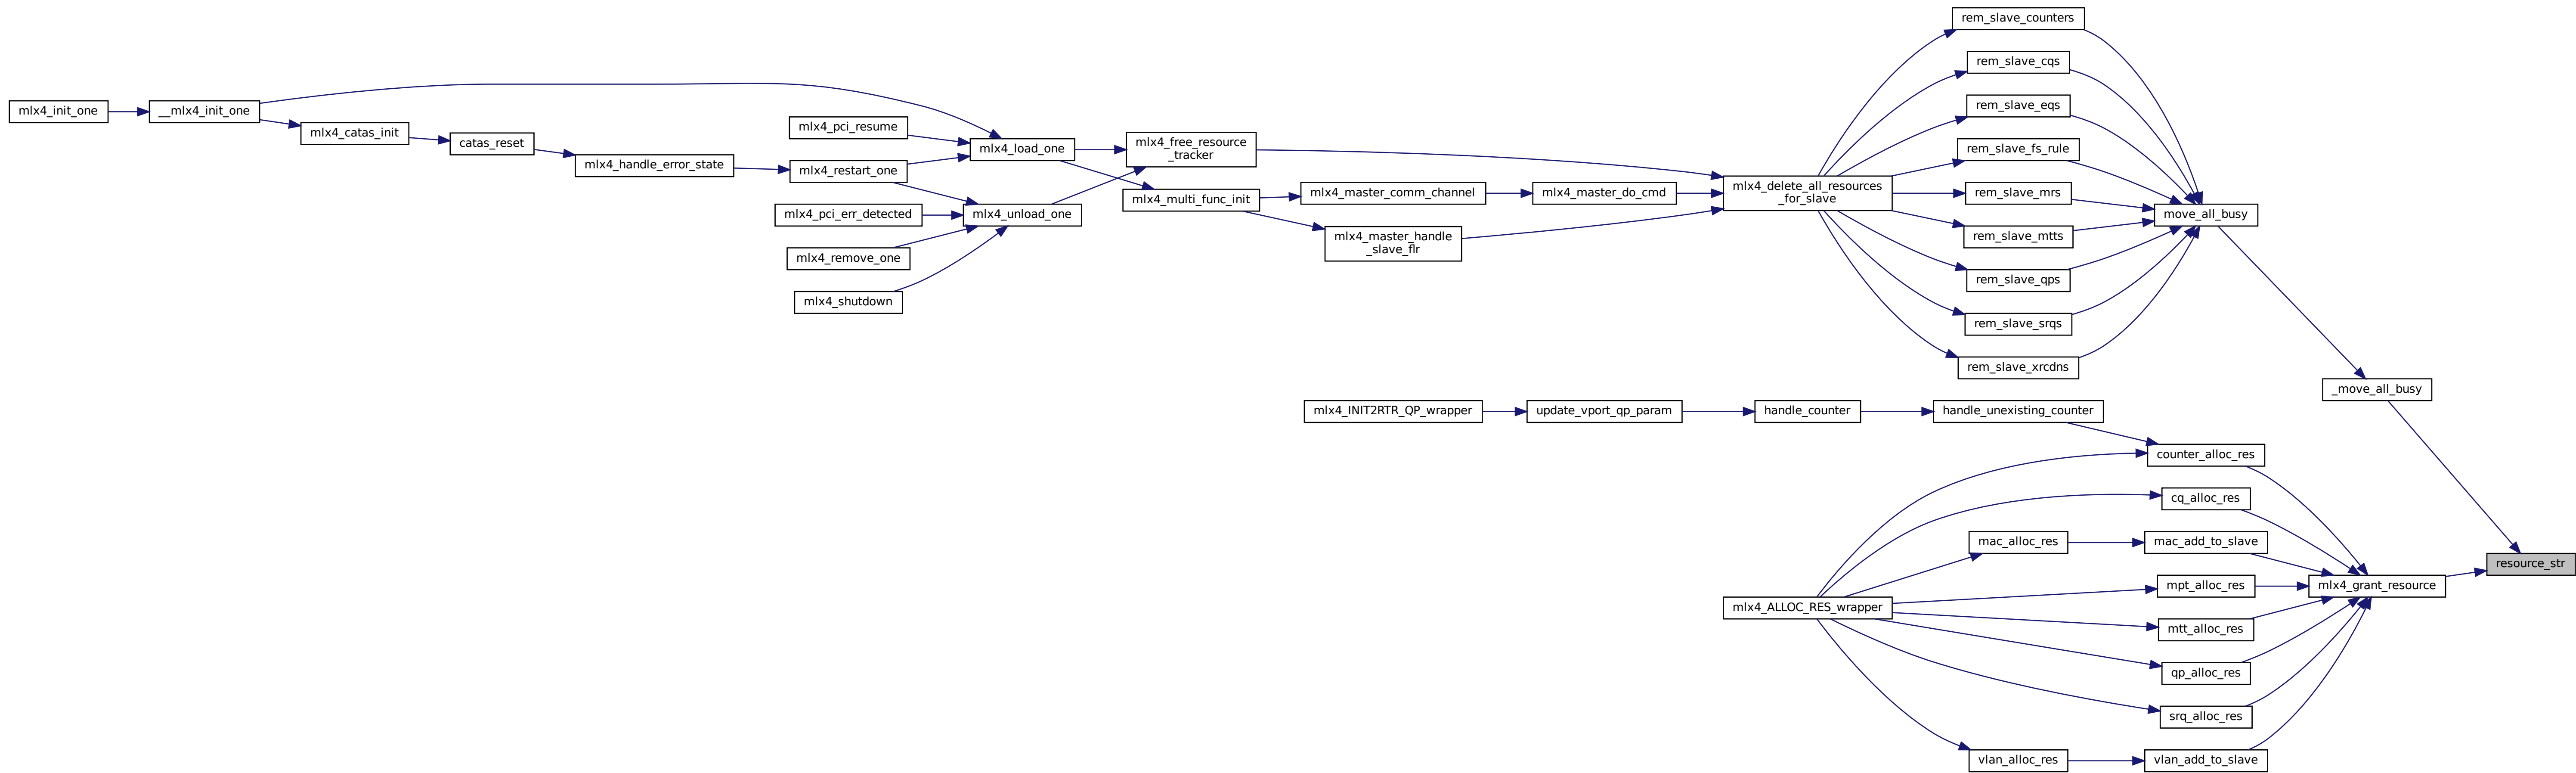 mlx4_init_one
__mlx4_init_one
mlx4_catas_init
catas_reset
mlx4_handle_error_state
mlx4_pci_resume
mlx4_restart_one
mlx4_pci_err_detected
mlx4_remove_one
mlx4_shutdown
mlx4_load_one
mlx4_unload_one
mlx4_free_resource
_tracker
mlx4_multi_func_init
mlx4_master_comm_channel
mlx4_master_handle
_slave_flr
mlx4_master_do_cmd
mlx4_delete_all_resources
_for_slave
rem_slave_counters
rem_slave_cqs
rem_slave_eqs
rem_slave_fs_rule
rem_slave_mrs
rem_slave_mtts
rem_slave_qps
rem_slave_srqs
rem_slave_xrcdns
move_all_busy
_move_all_busy
mlx4_INIT2RTR_QP_wrapper
update_vport_qp_param
handle_counter
handle_unexisting_counter
counter_alloc_res
cq_alloc_res
mac_alloc_res
mac_add_to_slave
mpt_alloc_res
mlx4_ALLOC_RES_wrapper
mtt_alloc_res
qp_alloc_res
srq_alloc_res
vlan_alloc_res
vlan_add_to_slave
mlx4_grant_resource
resource_str